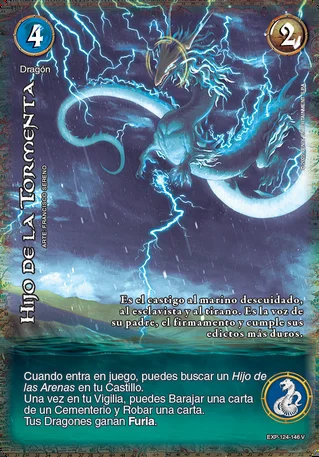 4
2
Dragón
Hijo de la Tormenta
ARTE: FRANCISCO SERENO
Es el castigo al marino descuidado,
al esclavista y al tirano. Es la voz de
su padre, el firmamento y cumple sus
edictos más duros.
Cuando entra en juego, puedes buscar un Hijo de
las Arenas en tu Castillo.
Una vez en tu Vigilia, puedes Barajar una carta
de un Cementerio y Robar una carta.
Tus Dragones ganan Furia.
EXP-124-146 V